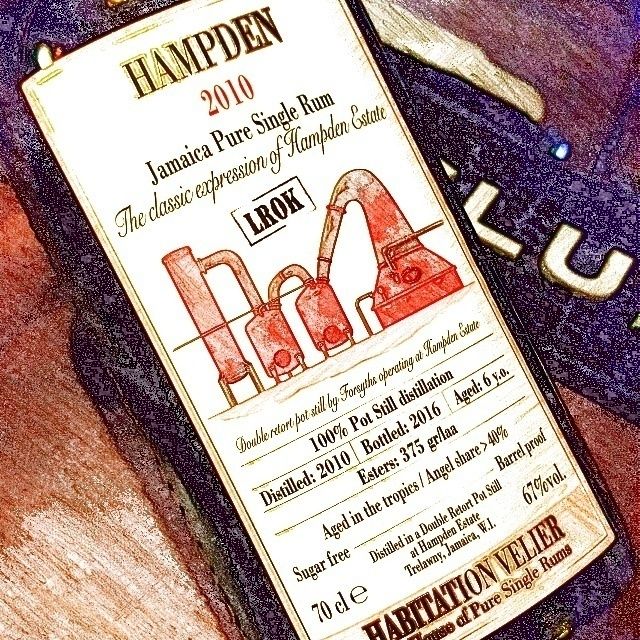 HAMPDEN
2010
Jamaica Pure Single Rum
The classic expression of Hampden Estate
LROK
Double retort pot still by Forsyths operating at Hampden Estate
100% Pot Still distillation
Distilled: 2010 | Bottled: 2016 | Aged: 6 y.o.
Esters: 375 gr/laa
Aged in the tropics / Angel share >40%
Sugar free
Distilled in a Double Retort Pot Still
at Hampden Estate
Trelawny, Jamaica, W.I.
Barrel proof
70 cl e
67%vol.
HABITATION VELIER
House of Pure Single Rums
LU